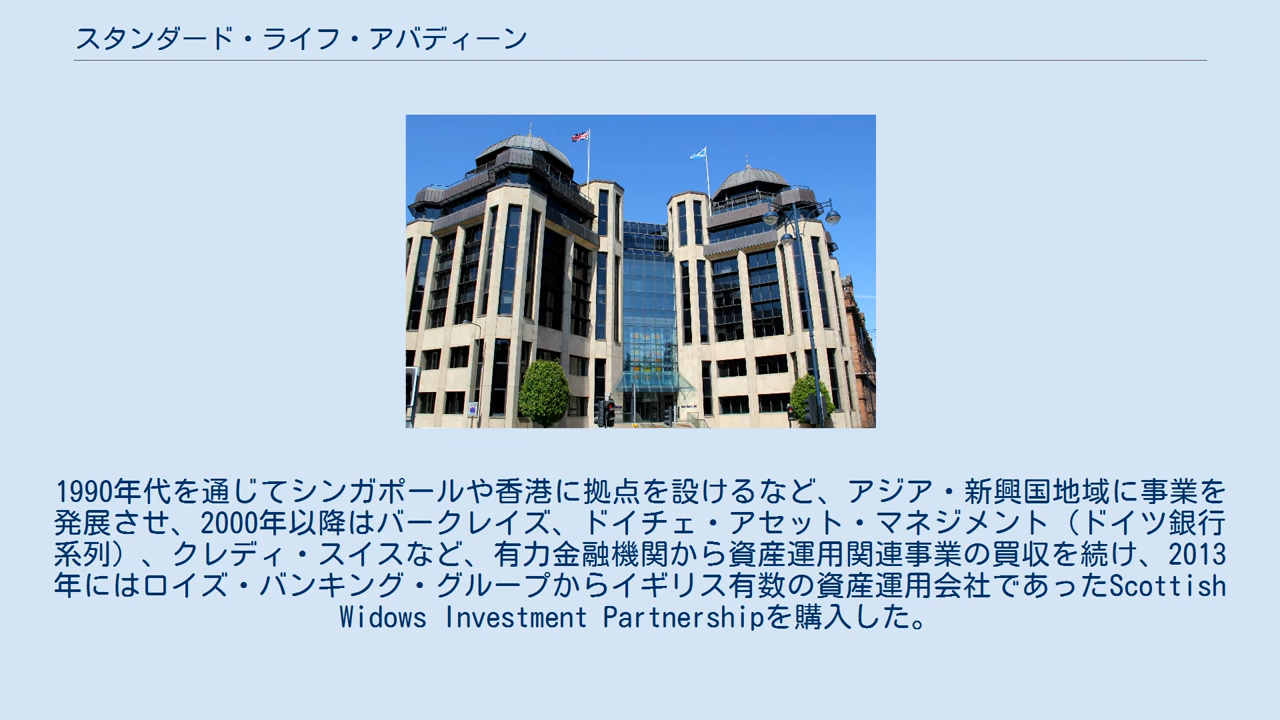 スタンダード・ライフ・アバディーン
1990年代を通じてシンガポールや香港に拠点を設けるなど、アジア・新興国地域に事業を
発展させ、2000年以降はバークレイズ、ドイチェ・アセット・マネジメント（ドイツ銀行
系列）、クレディ・スイスなど、有力金融機関から資産運用関連事業の買収を続け、2013
年にはロイズ・バンキング・グループからイギリス有数の資産運用会社であったScottish
Widows Investment Partnershipを購入した。